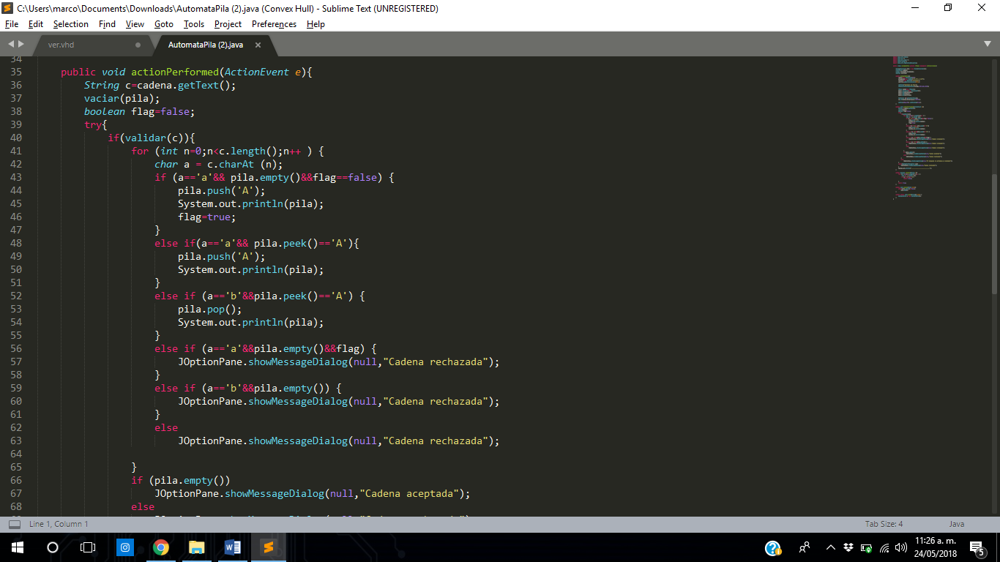 C:\Users\marco\Documents\Downloads\AutomataPila (2).java (Convex Hull) - Sublime Text (UNREGISTERED)
File Edit Selection Find View Goto Tools Project Preferences Help
ver.vhd AutomataPila (2).java
34
35 public void actionPerformed(ActionEvent e){
36 String c=cadena.getText();
37 vaciar(pila);
38 boolean flag=false;
39 try{
40 if(validar(c)){
41 for (int n=0;n<c.length();n++ ) {
42 char a = c.charAt (n);
43 if (a=='a'&& pila.empty()&&flag==false) {
44 pila.push('A');
45 System.out.println(pila);
46 flag=true;
47 }
48 else if(a=='a'&& pila.peek()=='A'){
49 pila.push('A');
50 System.out.println(pila);
51 }
52 else if (a=='b'&&pila.peek()=='A') {
53 pila.pop();
54 System.out.println(pila);
55 }
56 else if (a=='a'&&pila.empty()&&flag) {
57 JOptionPane.showMessageDialog(null,"Cadena rechazada");
58 }
59 else if (a=='b'&&pila.empty()) {
60 JOptionPane.showMessageDialog(null,"Cadena rechazada");
61 }
62 else
63 JOptionPane.showMessageDialog(null,"Cadena rechazada");
64
65 }
66 if (pila.empty())
67 JOptionPane.showMessageDialog(null,"Cadena aceptada");
68 else
Line 1, Column 1 Tab Size: 4 Java
11:26 a. m.
24/05/2018
5